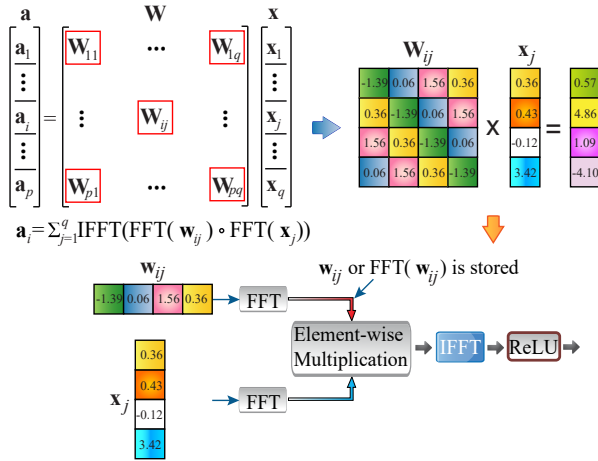 a W x
a₁ W₁₁ ... W₁q x₁
⋮ ⋮
aᵢ = ⋮ Wᵢⱼ ⋮ xⱼ
⋮ ⋮
aₚ Wₚ₁ ... Wₚq x_q
Wᵢⱼ xⱼ
-1.39 0.06 1.56 0.36 0.36 0.57
0.36 -1.39 0.06 1.56 0.43 4.86
× =
1.56 0.36 -1.39 0.06 -0.12 1.09
0.06 1.56 0.36 -1.39 3.42 -4.10
aᵢ=∑_{j=1}^{q}IFFT(FFT( wᵢⱼ)∘FFT( xⱼ))
wᵢⱼ
wᵢⱼ or FFT( wᵢⱼ) is stored
-1.39 0.06 1.56 0.36
FFT
Element-wise
Multiplication
IFFT
ReLU
xⱼ
0.36
0.43
-0.12
3.42
FFT